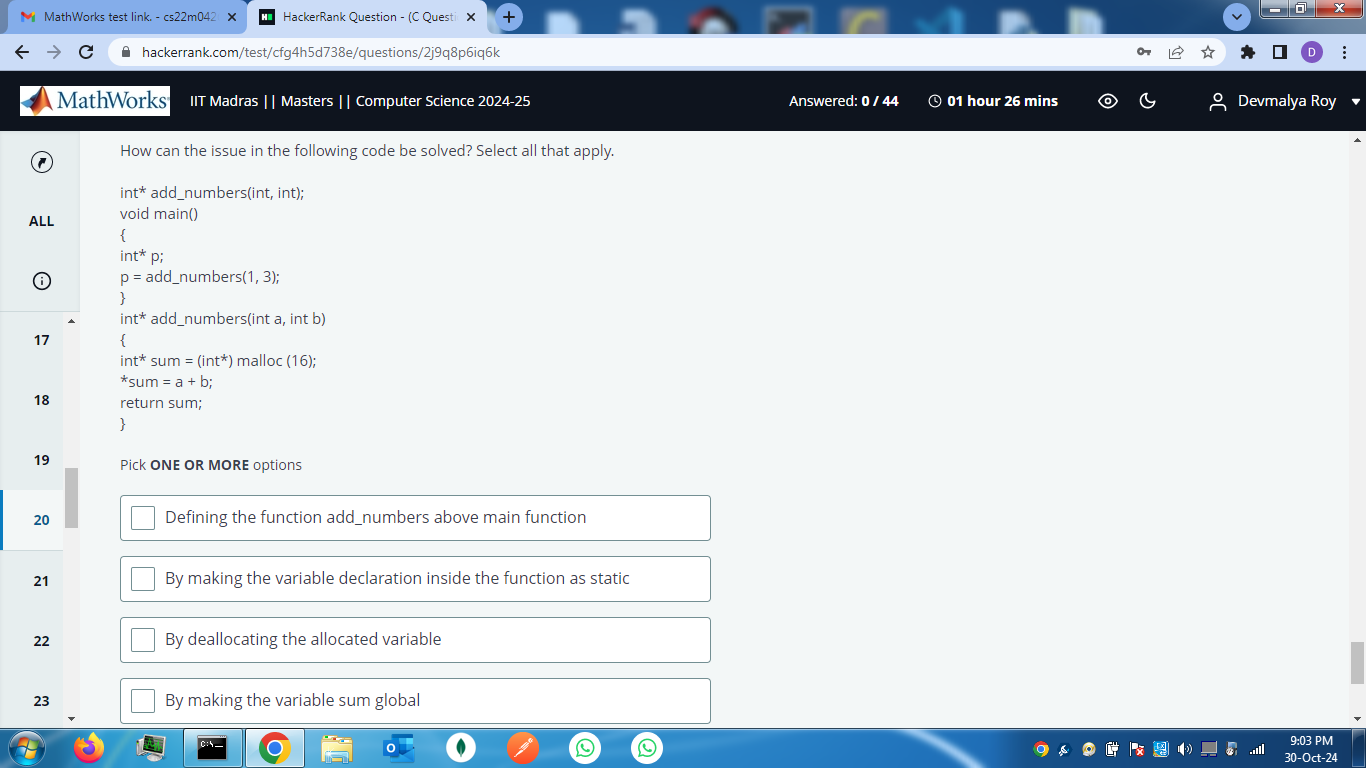 MathWorks test link. - cs22m042
HackerRank Question - (C Questi
hackerrank.com/test/cfg4h5d738e/questions/2j9q8p6iq6k
D
MathWorks
IIT Madras || Masters || Computer Science 2024-25
Answered: 0 / 44
01 hour 26 mins
Devmalya Roy
ALL
17
18
19
20
21
22
23
How can the issue in the following code be solved? Select all that apply.
int* add_numbers(int, int);
void main()
{
int* p;
p = add_numbers(1, 3);
}
int* add_numbers(int a, int b)
{
int* sum = (int*) malloc (16);
*sum = a + b;
return sum;
}
Pick ONE OR MORE options
Defining the function add_numbers above main function
By making the variable declaration inside the function as static
By deallocating the allocated variable
By making the variable sum global
9:03 PM
30-Oct-24